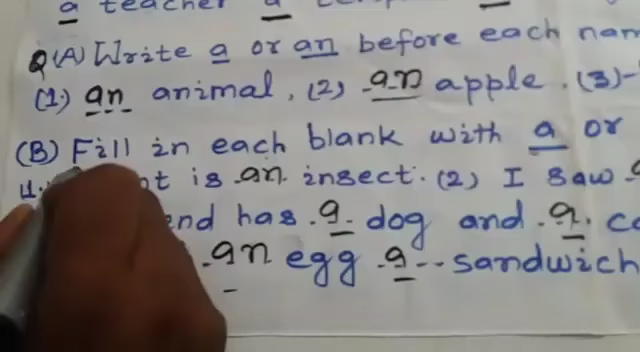 a teacher a
Q (A) Write a or an before each nam
(1.) an animal, (2) an apple. (3)-
(B) Fill in each blank with a or
is an insect. (2) I saw
has a dog and a
an egg a sandwich